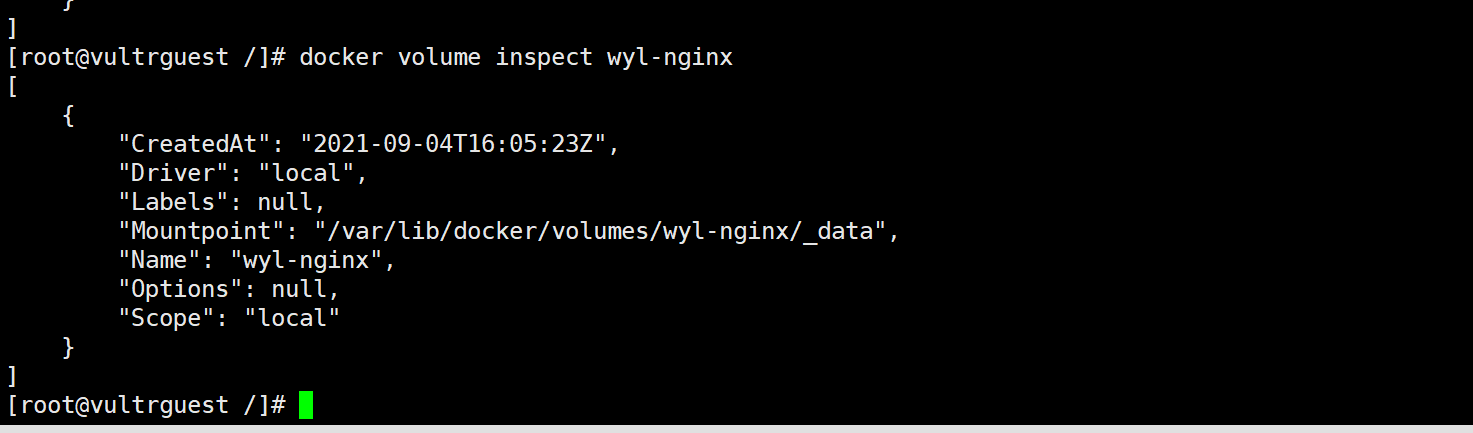 }
]
[root@vultrguest /]# docker volume inspect wyl-nginx
[
    {
        "CreatedAt": "2021-09-04T16:05:23Z",
        "Driver": "local",
        "Labels": null,
        "Mountpoint": "/var/lib/docker/volumes/wyl-nginx/_data",
        "Name": "wyl-nginx",
        "Options": null,
        "Scope": "local"
    }
]
[root@vultrguest /]#